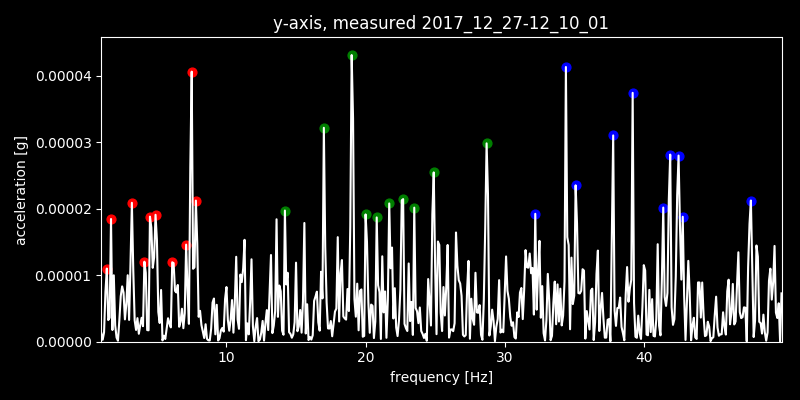 y-axis, measured 2017_12_27-12_10_01
acceleration [g]
0.00004
0.00003
0.00002
0.00001
0.00000
10 20 30 40
frequency [Hz]